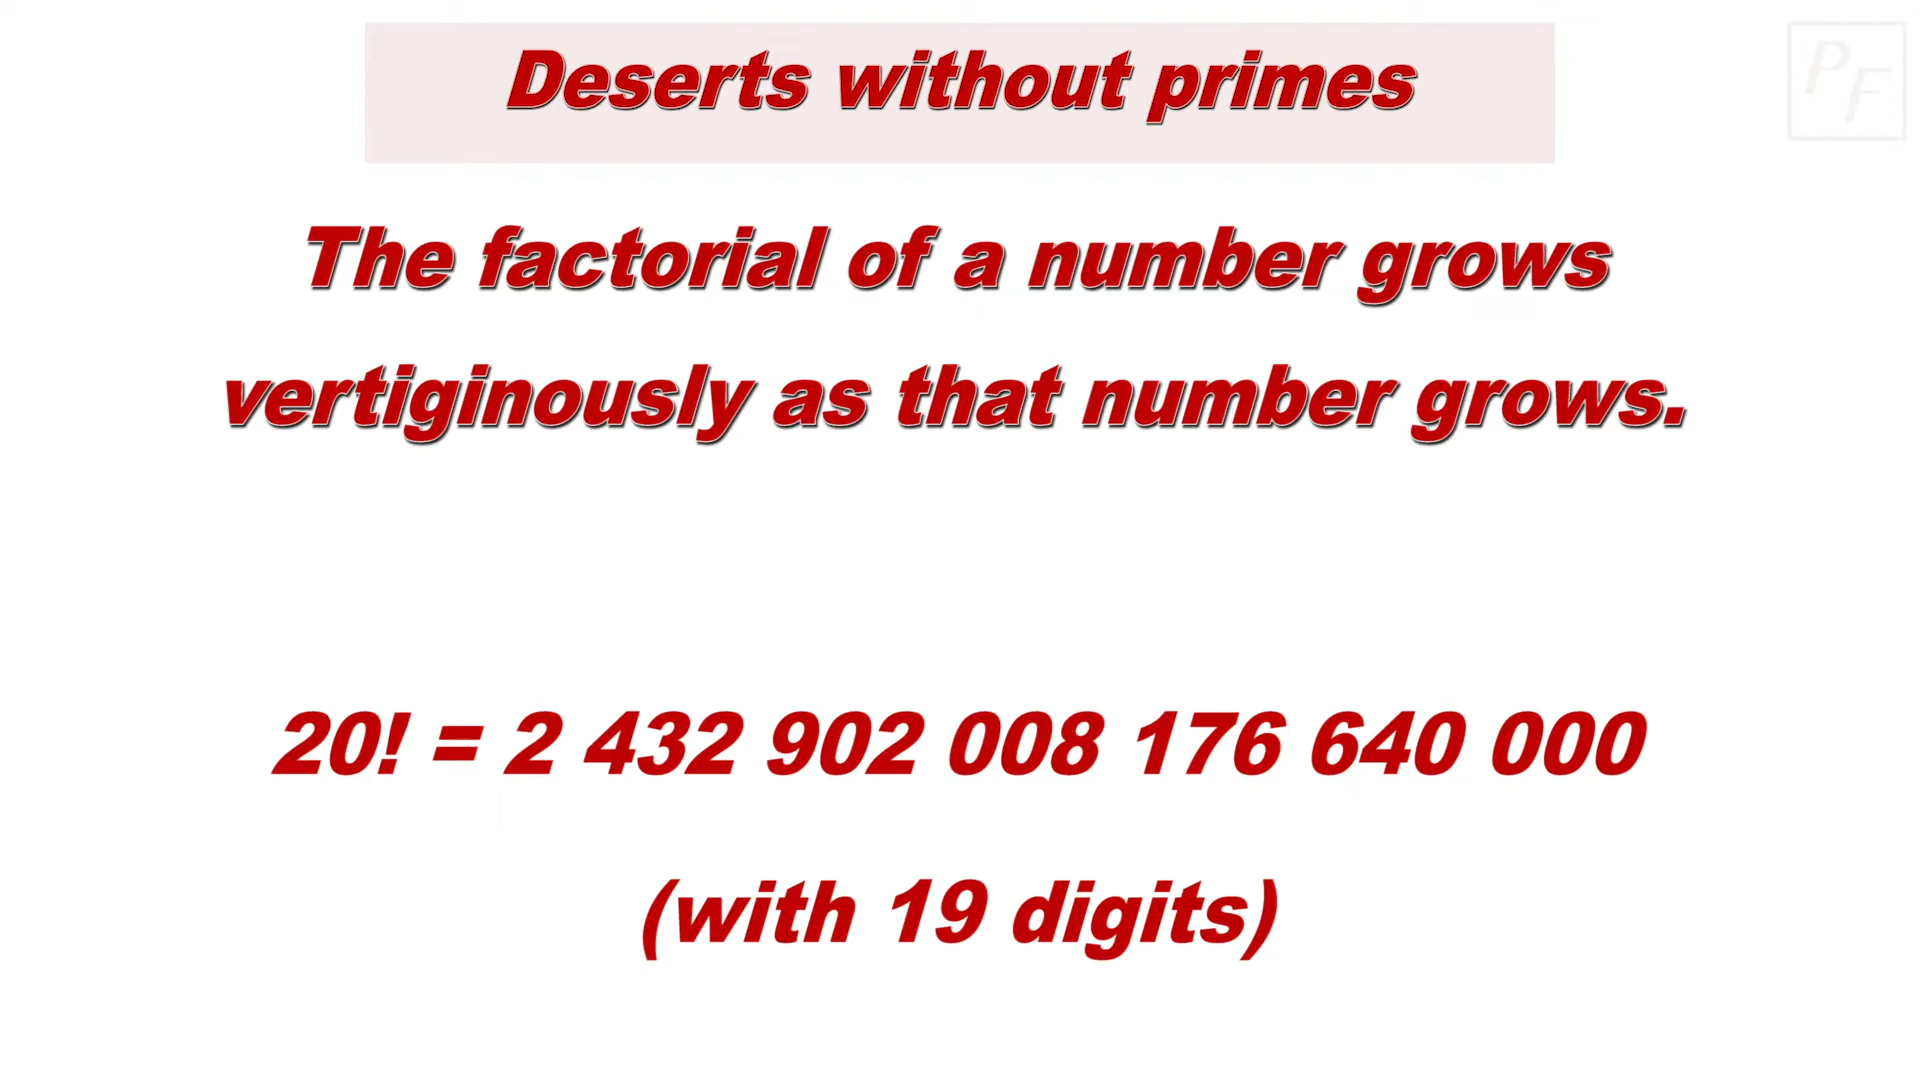 Deserts without primes
PF
The factorial of a number grows
vertiginously as that number grows.
20! = 2 432 902 008 176 640 000
(with 19 digits)